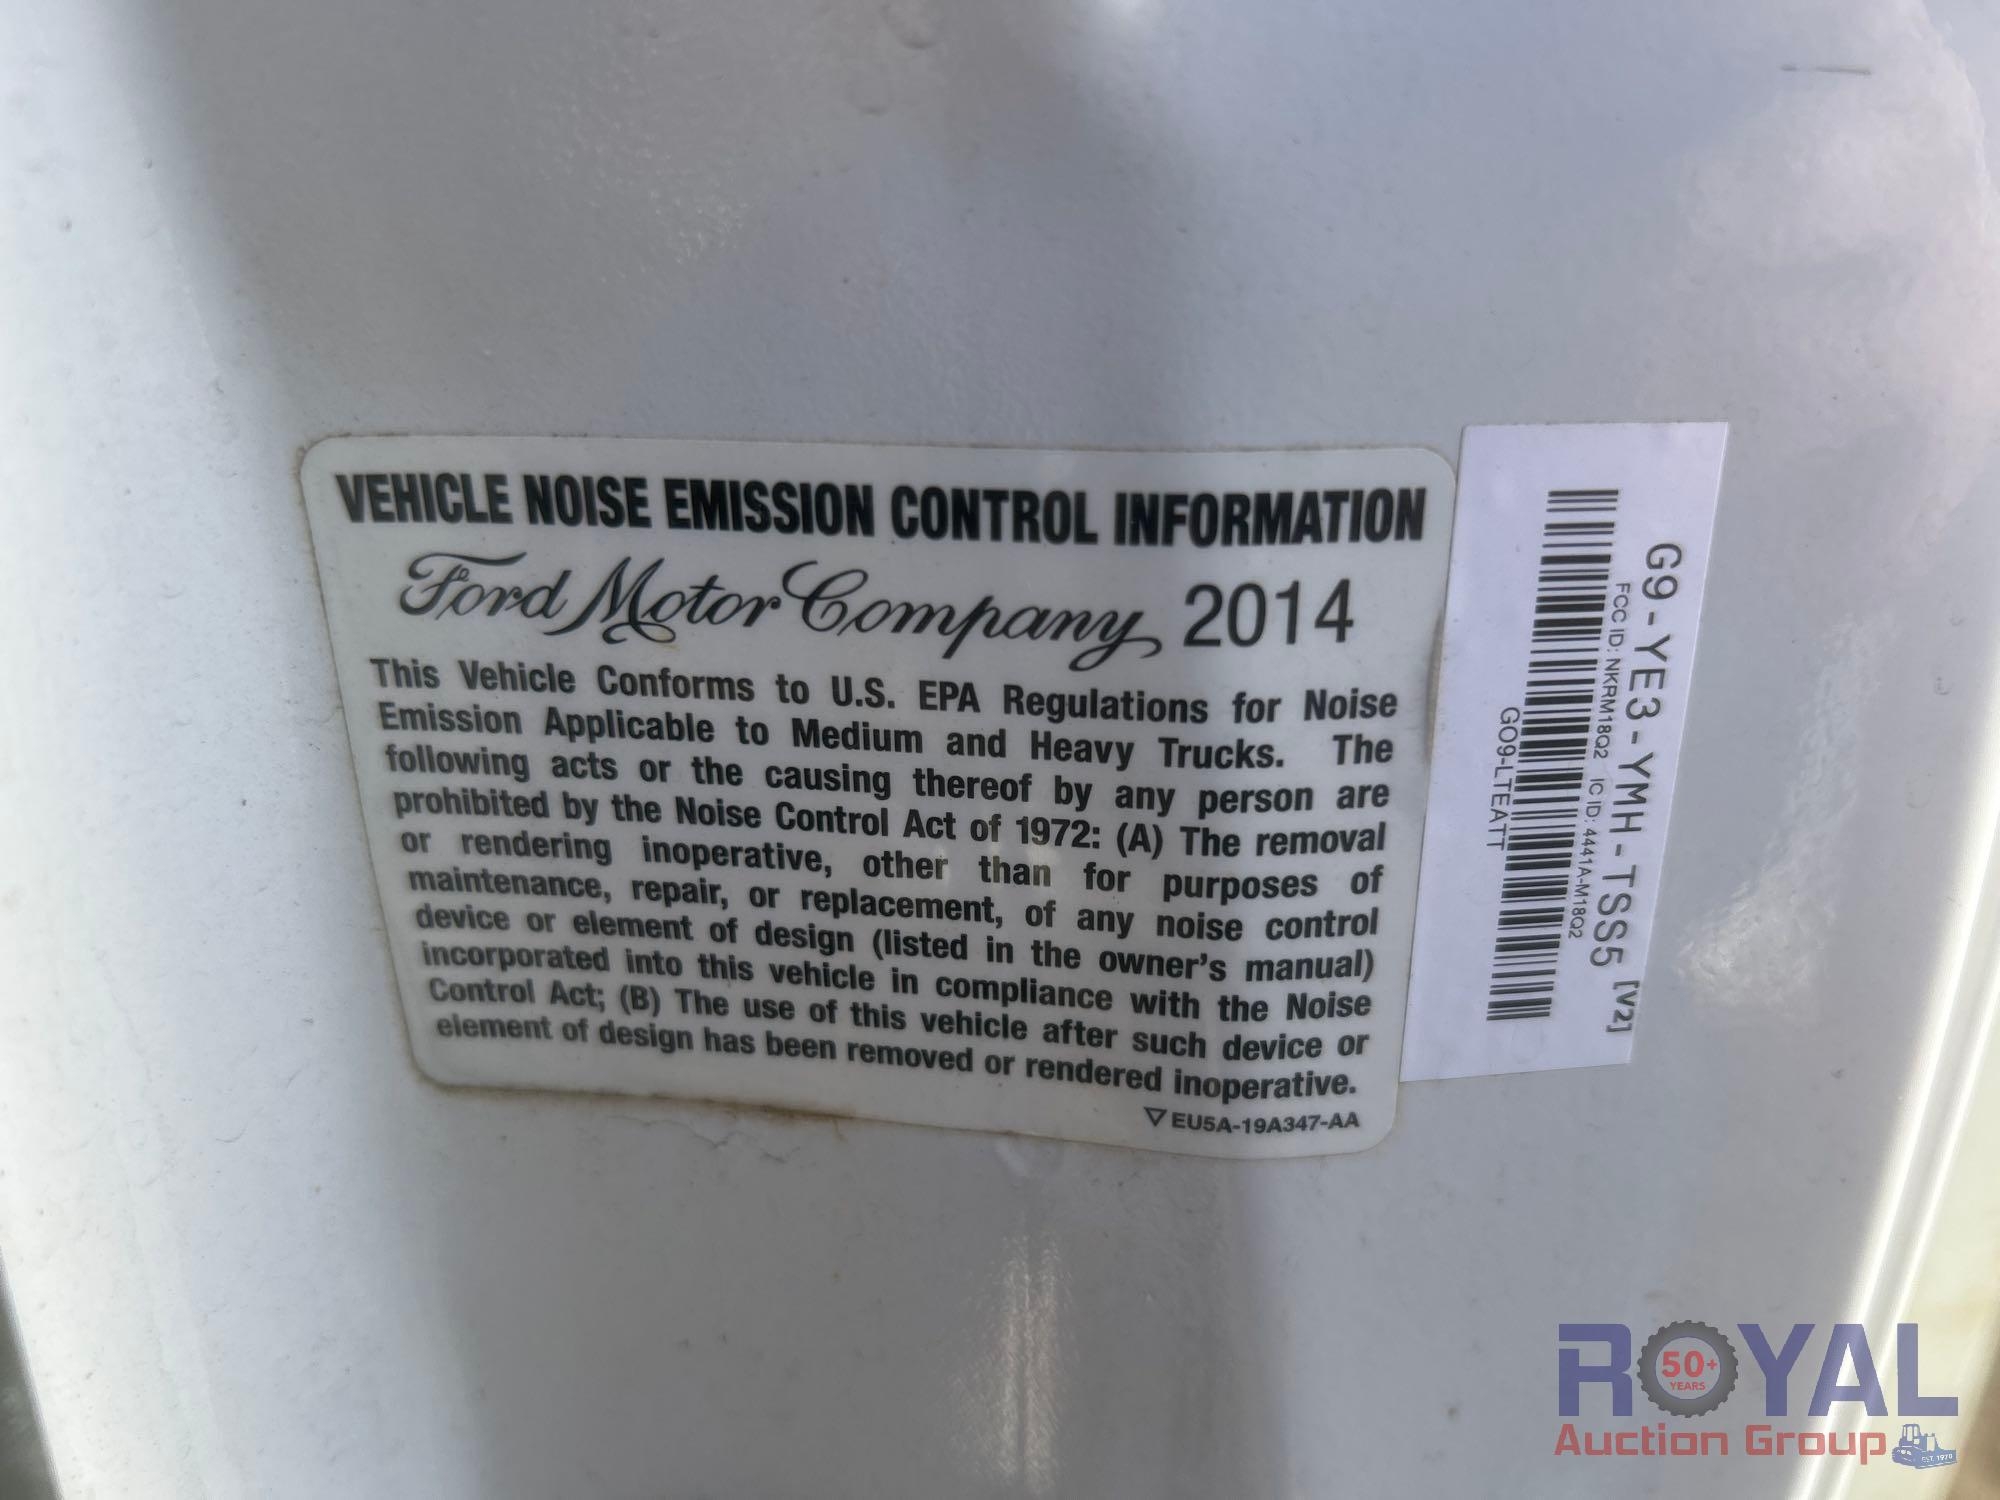 VEHICLE NOISE EMISSION CONTROL INFORMATION
Ford Motor Company 2014
This Vehicle Conforms to U.S. EPA Regulations for Noise
Emission Applicable to Medium and Heavy Trucks. The
following acts or the causing thereof by any person are
prohibited by the Noise Control Act of 1972: (A) The removal
or rendering inoperative, other than for purposes of
maintenance, repair, or replacement, of any noise control
device or element of design (listed in the owner's manual)
incorporated into this vehicle in compliance with the Noise
Control Act; (B) The use of this vehicle after such device or
element of design has been removed or rendered inoperative.
EU5A-19A347-AA
G9-YE3-YMH-TSS5 [V2]
FCC ID: NKRM18Q2 IC ID: 4441A-M18Q2
GO9-LTEATT
ROYAL
50+
YEARS
Auction Group
EST. 1970